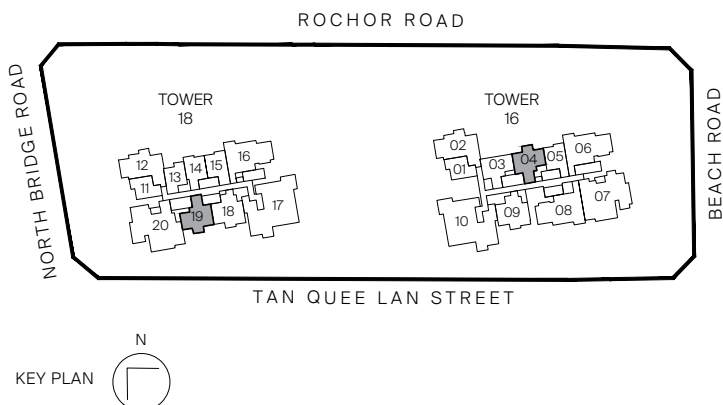 ROCHOR ROAD
NORTH BRIDGE ROAD
BEACH ROAD
TOWER
18
TOWER
16
12
11
13
14
15
16
20
19
18
17
02
01
03
04
05
06
10
09
08
07
TAN QUEE LAN STREET
N
KEY PLAN